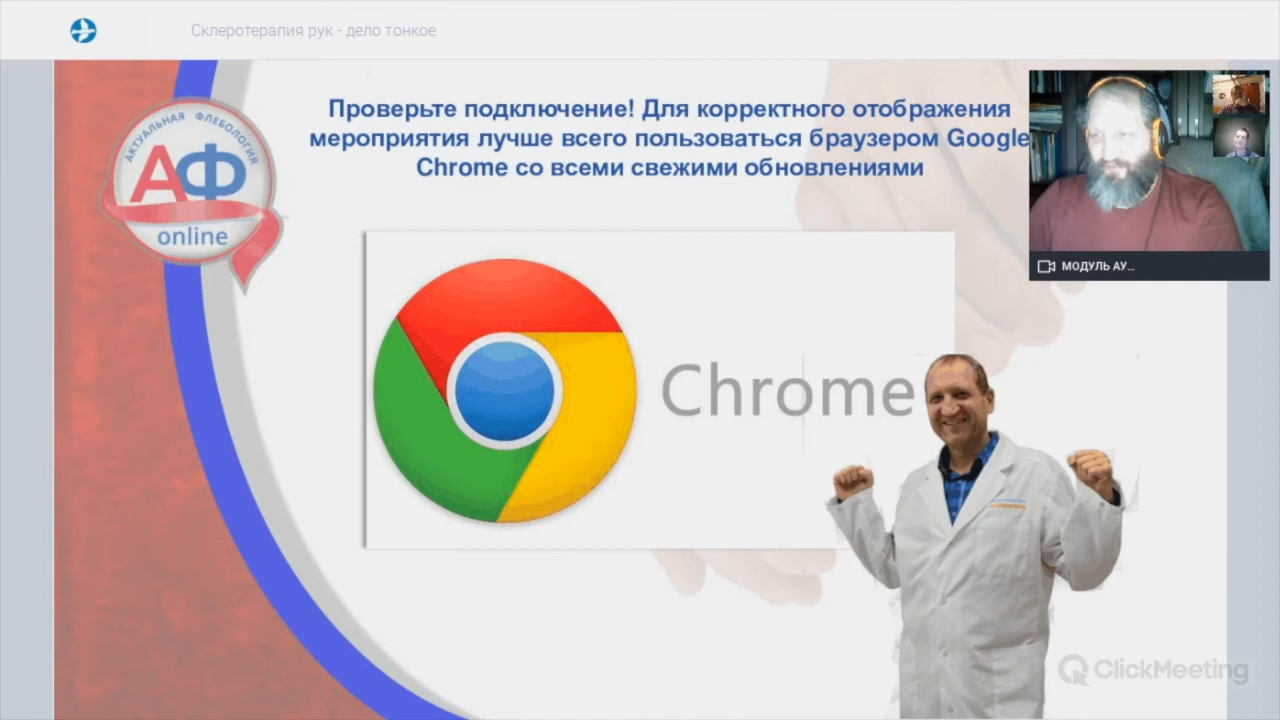 Склеротерапия рук - дело тонкое
Проверьте подключение! Для корректного отображения
мероприятия лучше всего пользоваться браузером Google
Chrome со всеми свежими обновлениями
АКТУАЛЬНАЯ ФЛЕБОЛОГИЯ
АФ
online
МОДУЛЬ АУ...
Chrome
ClickMeeting